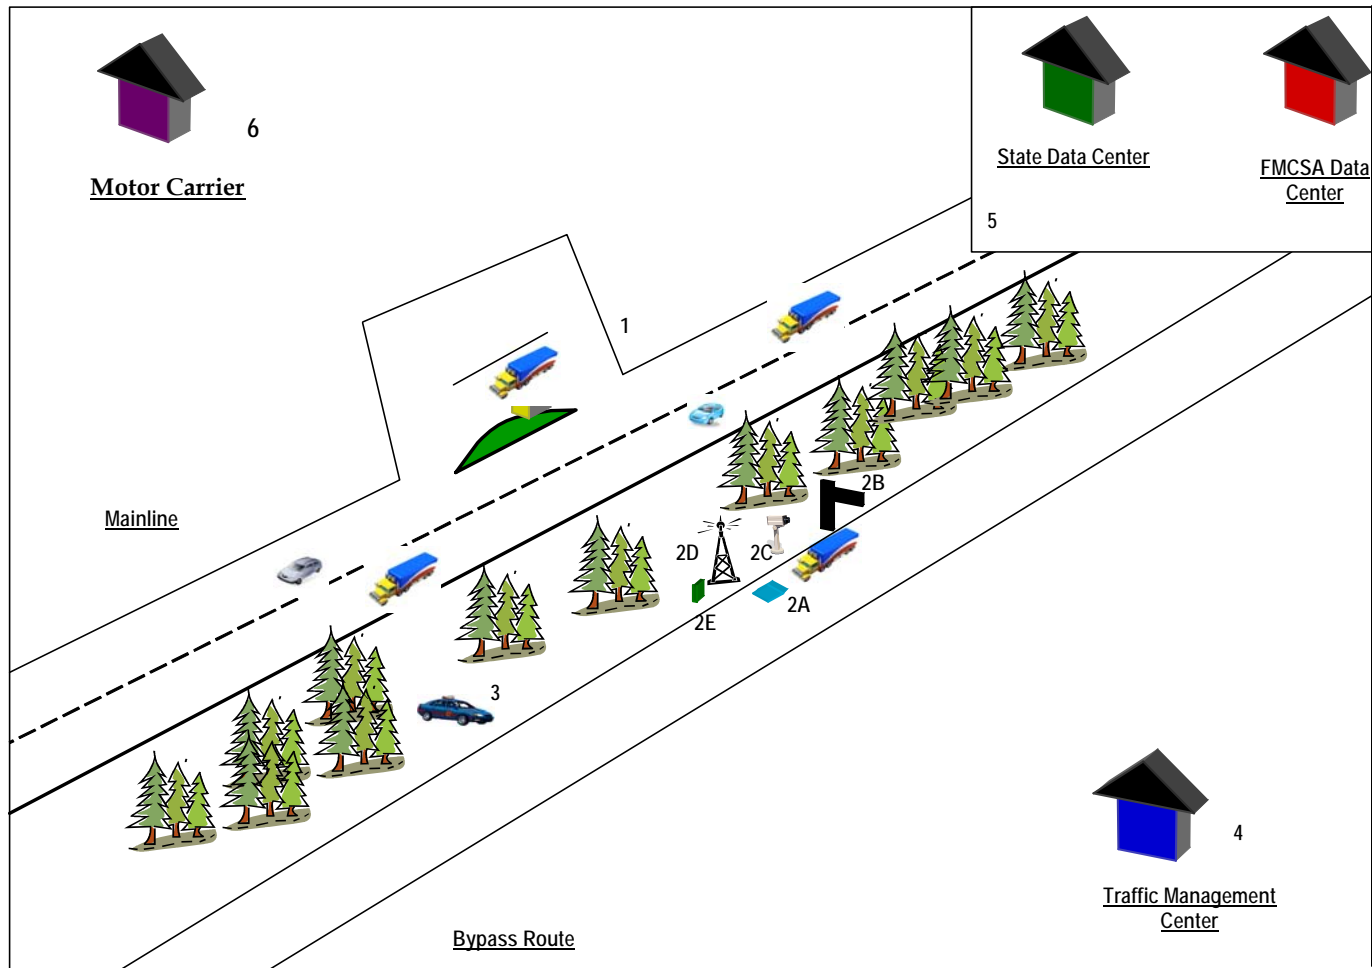 6
Motor Carrier
State Data Center
FMCSA Data
Center
5
1
Mainline
2B
2D
2C
2A
2E
3
4
Traffic Management
Center
Bypass Route